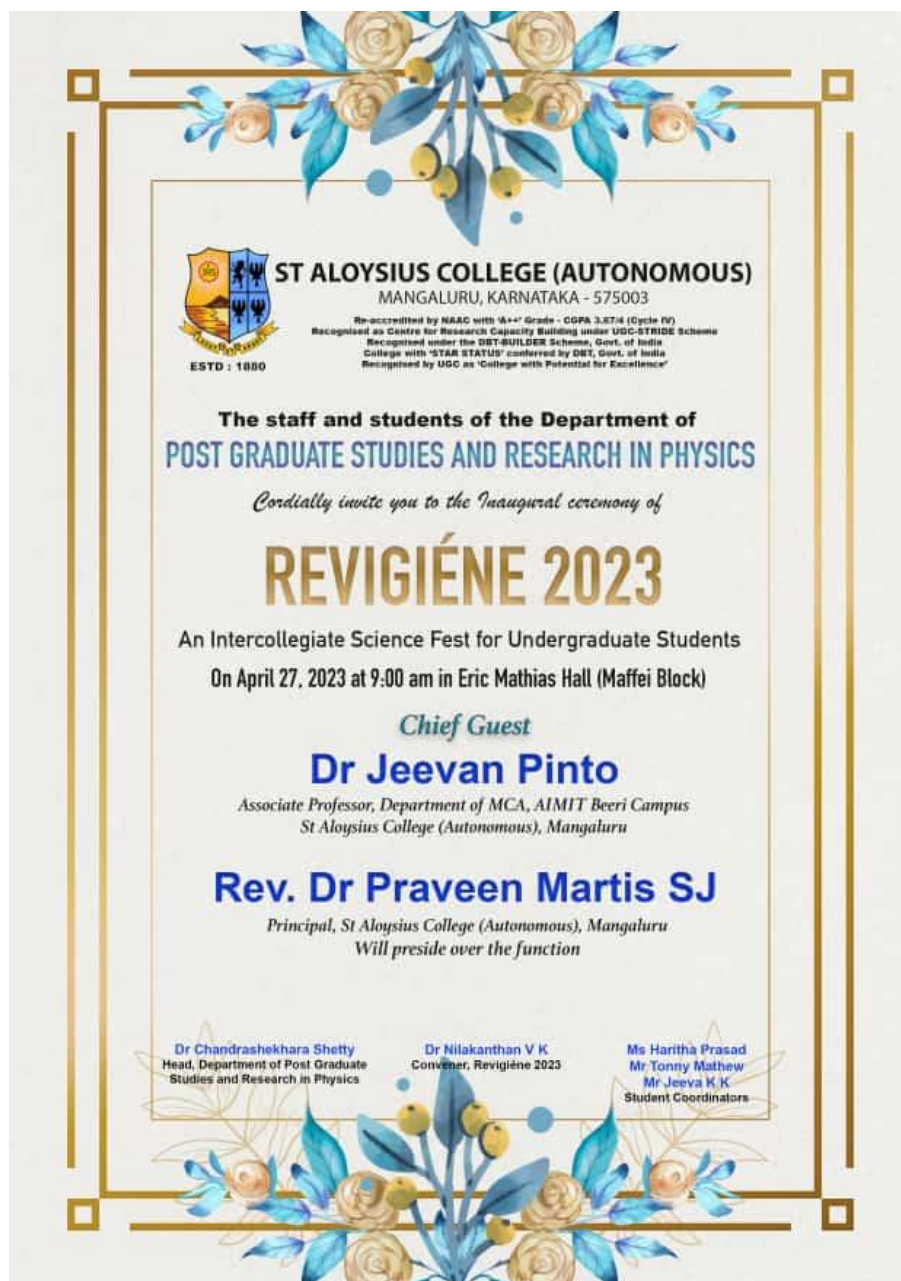 ST ALOYSIUS COLLEGE (AUTONOMOUS)
MANGALURU, KARNATAKA - 575003
Re-accredited by NAAC with 'A++' Grade - CGPA 3.67/4 (Cycle IV)
Recognised as Centre for Research Capacity Building under UGC-STRIDE Scheme
Recognised under the DBT-BUILDER Scheme, Govt. of India
College with 'STAR STATUS' conferred by DBT, Govt. of India
Recognised by UGC as 'College with Potential for Excellence'
ESTD : 1880
The staff and students of the Department of
POST GRADUATE STUDIES AND RESEARCH IN PHYSICS
Cordially invite you to the Inaugural ceremony of
REVIGIÉNE 2023
An Intercollegiate Science Fest for Undergraduate Students
On April 27, 2023 at 9:00 am in Eric Mathias Hall (Maffei Block)
Chief Guest
Dr Jeevan Pinto
Associate Professor, Department of MCA, AIMIT Beeri Campus
St Aloysius College (Autonomous), Mangaluru
Rev. Dr Praveen Martis SJ
Principal, St Aloysius College (Autonomous), Mangaluru
Will preside over the function
Dr Chandrashekhara Shetty
Head, Department of Post Graduate
Studies and Research in Physics
Dr Nilakanthan V K
Convener, Revigiéne 2023
Ms Haritha Prasad
Mr Tonny Mathew
Mr Jeeva K K
Student Coordinators